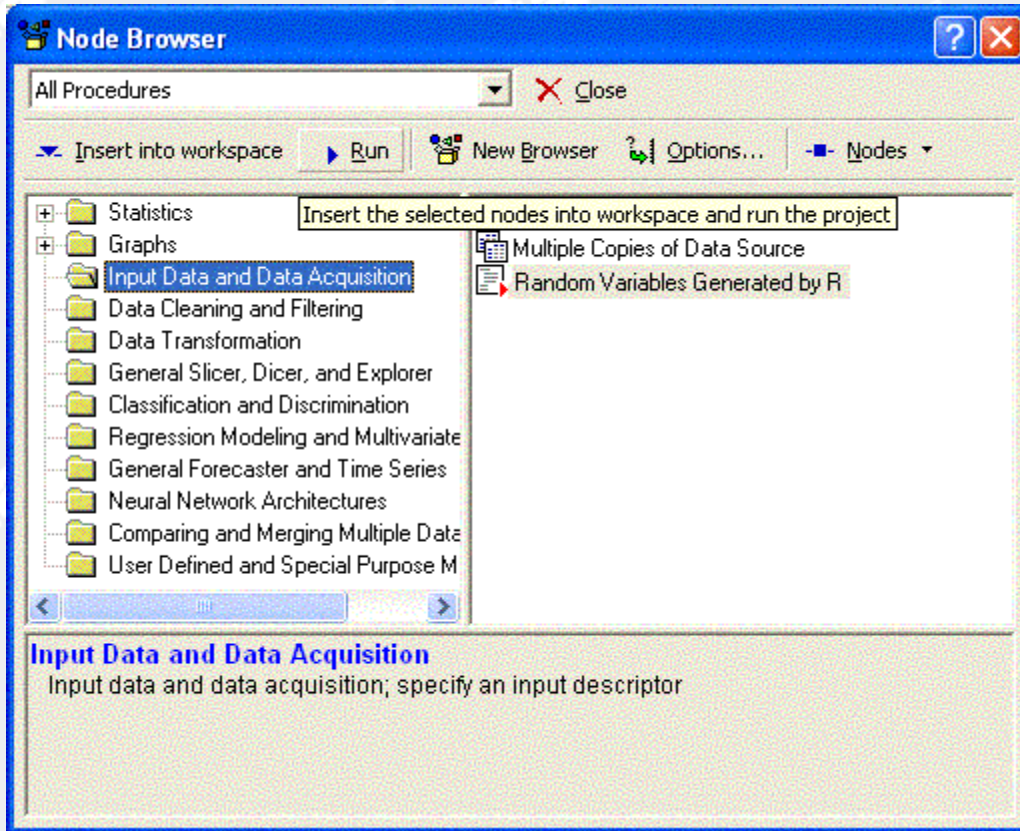 Node Browser
All Procedures
Close
Insert into workspace Run New Browser Options... Nodes
Statistics
Insert the selected nodes into workspace and run the project
Graphs
Multiple Copies of Data Source
Input Data and Data Acquisition
Random Variables Generated by R
Data Cleaning and Filtering
Data Transformation
General Slicer, Dicer, and Explorer
Classification and Discrimination
Regression Modeling and Multivariate
General Forecaster and Time Series
Neural Network Architectures
Comparing and Merging Multiple Data
User Defined and Special Purpose M
Input Data and Data Acquisition
Input data and data acquisition; specify an input descriptor